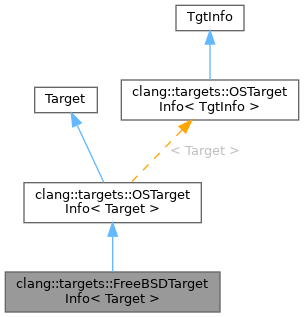 TgtInfo
Target
clang::targets::OSTarget
Info< TgtInfo >
< Target >
clang::targets::OSTarget
Info< Target >
clang::targets::FreeBSDTarget
Info< Target >